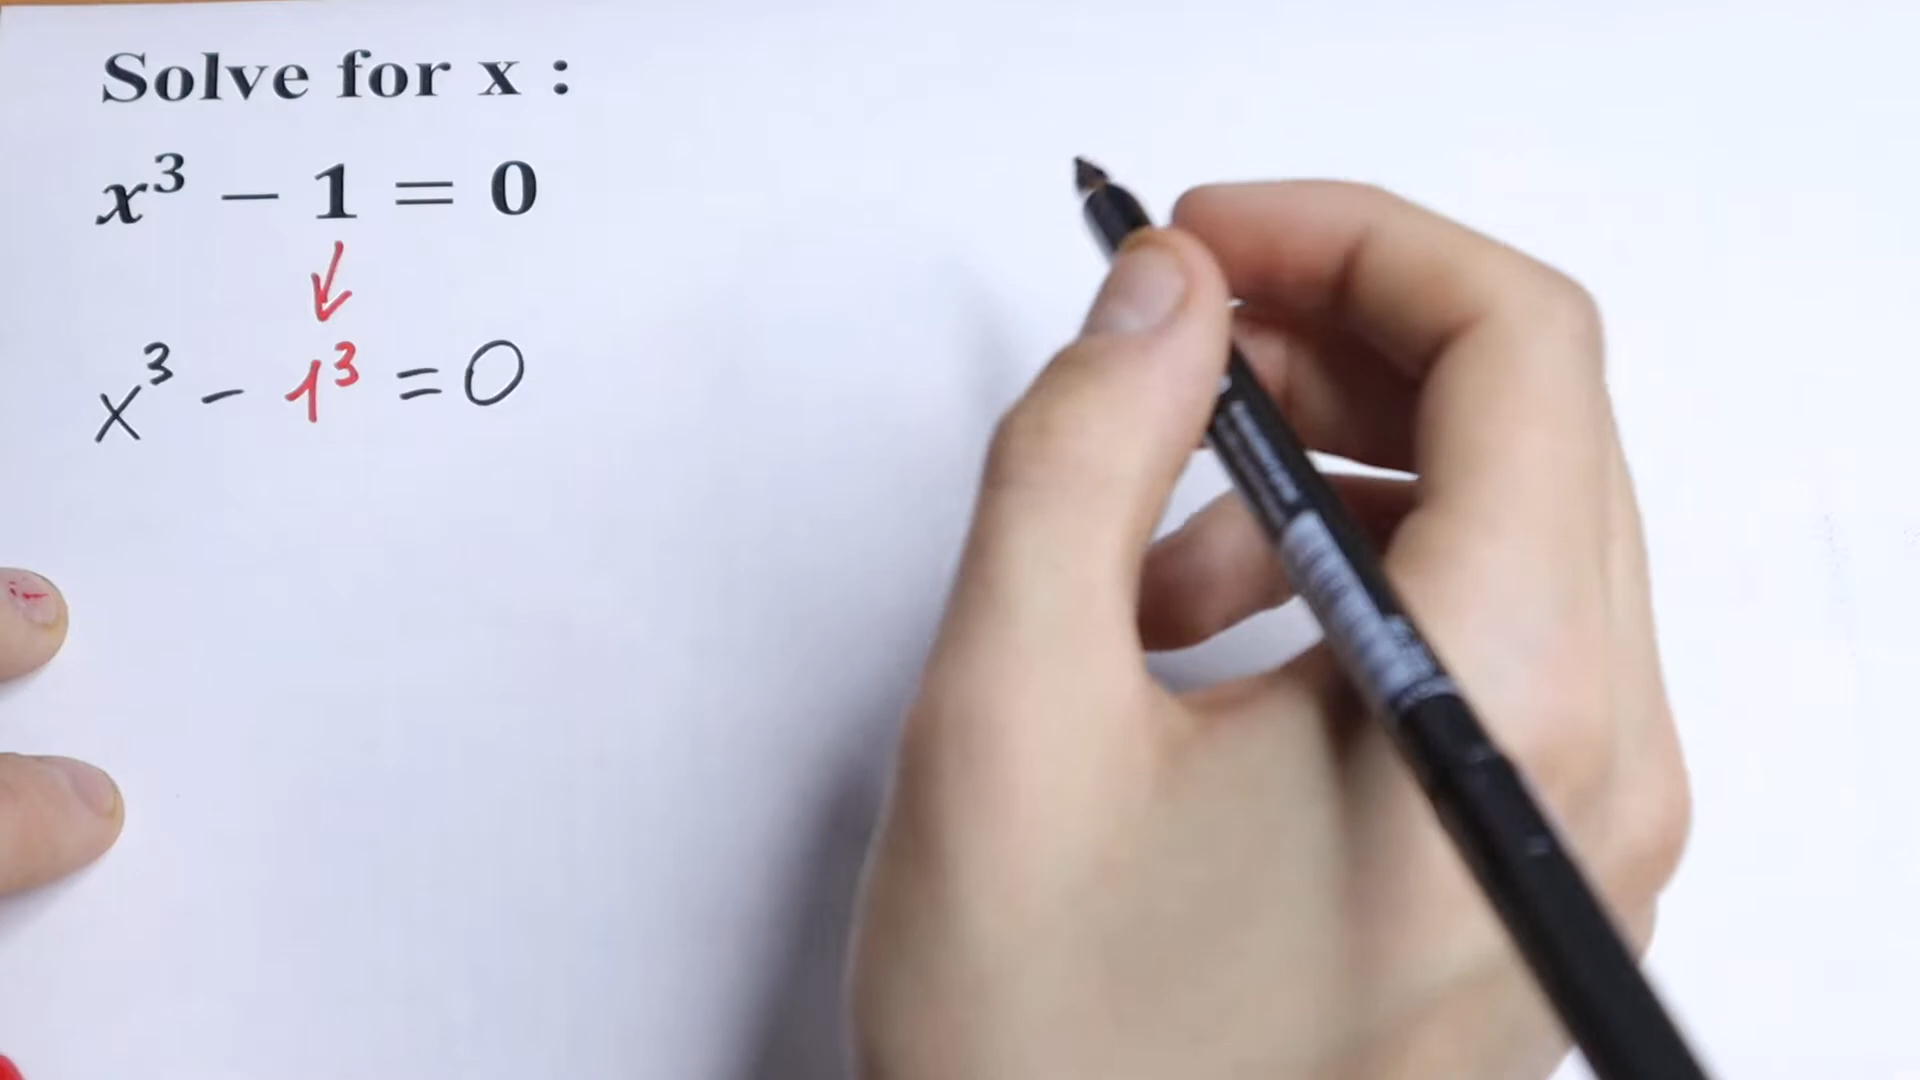 Solve for x :
x³ − 1 = 0
x³ - 1³ = 0